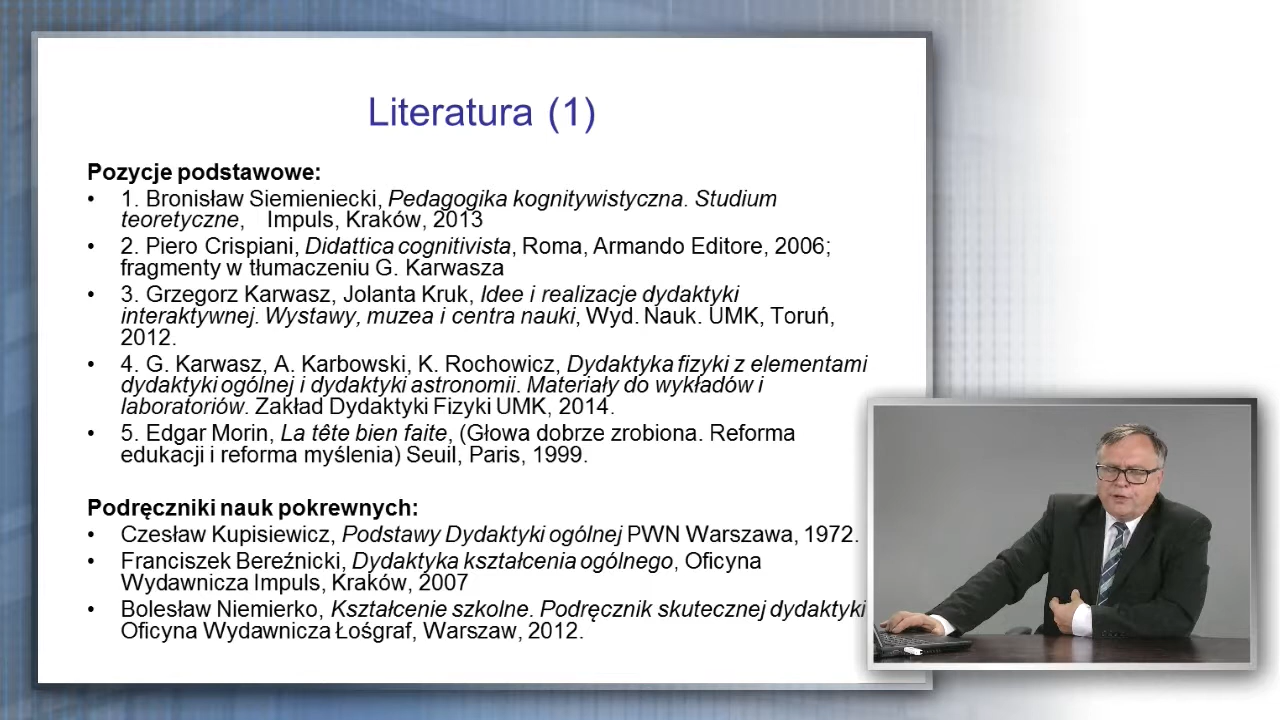 Literatura (1)
Pozycje podstawowe:
• 1. Bronisław Siemieniecki, Pedagogika kognitywistyczna. Studium
teoretyczne, Impuls, Kraków, 2013
• 2. Piero Crispiani, Didattica cognitivista, Roma, Armando Editore, 2006;
fragmenty w tłumaczeniu G. Karwasza
• 3. Grzegorz Karwasz, Jolanta Kruk, Idee i realizacje dydaktyki
interaktywnej. Wystawy, muzea i centra nauki, Wyd. Nauk. UMK, Toruń,
2012.
• 4. G. Karwasz, A. Karbowski, K. Rochowicz, Dydaktyka fizyki z elementami
dydaktyki ogólnej i dydaktyki astronomii. Materiały do wykładów i
laboratoriów. Zakład Dydaktyki Fizyki UMK, 2014.
• 5. Edgar Morin, La tête bien faite, (Głowa dobrze zrobiona. Reforma
edukacji i reforma myślenia) Seuil, Paris, 1999.
Podręczniki nauk pokrewnych:
• Czesław Kupisiewicz, Podstawy Dydaktyki ogólnej PWN Warszawa, 1972.
• Franciszek Bereźnicki, Dydaktyka kształcenia ogólnego, Oficyna
Wydawnicza Impuls, Kraków, 2007
• Bolesław Niemierko, Kształcenie szkolne. Podręcznik skutecznej dydaktyki
Oficyna Wydawnicza Łośgraf, Warszaw, 2012.